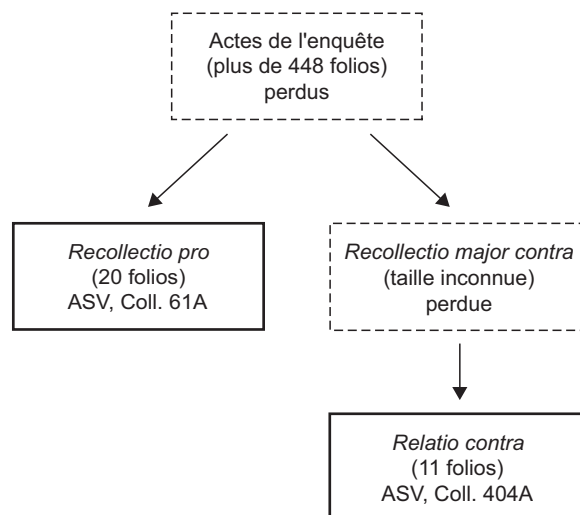 Actes de l'enquête
(plus de 448 folios)
perdus
Recollectio pro
(20 folios)
ASV, Coll. 61A
Recollectio major contra
(taille inconnue)
perdue
Relatio contra
(11 folios)
ASV, Coll. 404A